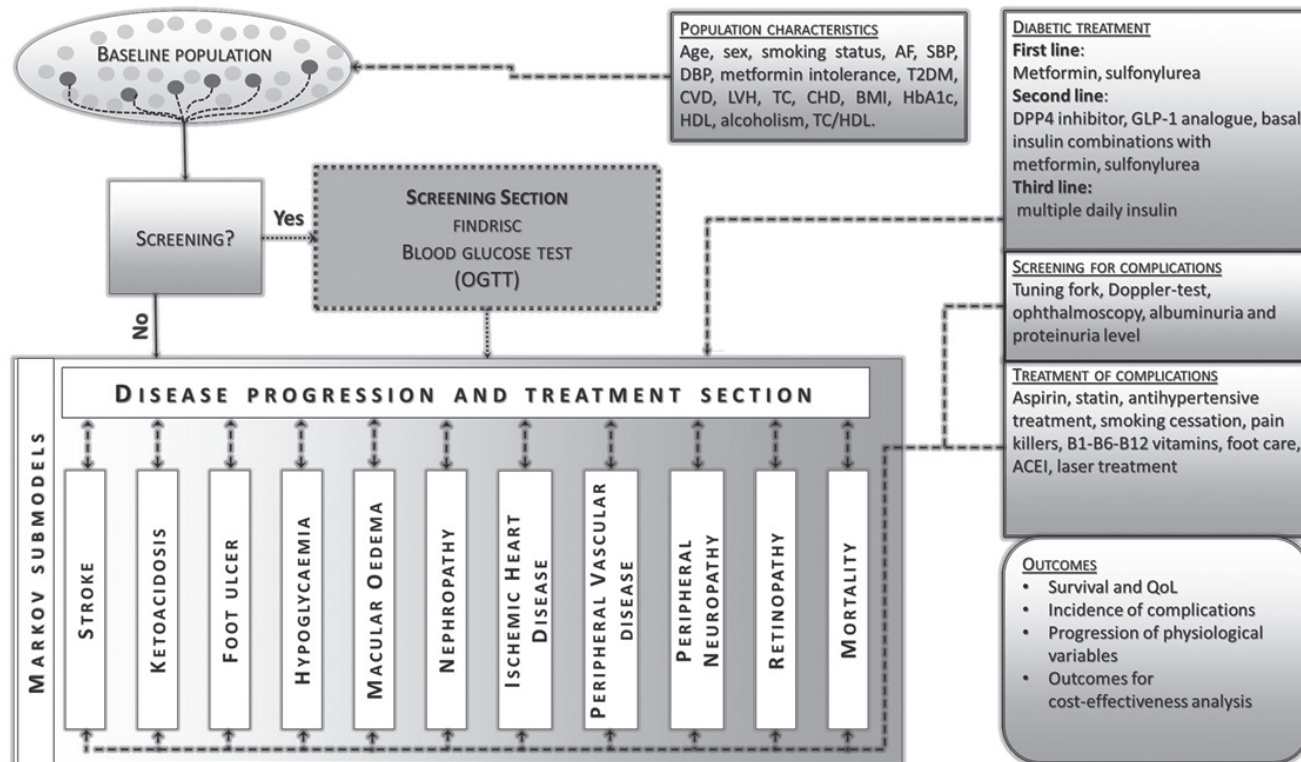 BASELINE POPULATION
POPULATION CHARACTERISTICS
Age, sex, smoking status, AF, SBP,
DBP, metformin intolerance, T2DM,
CVD, LVH, TC, CHD, BMI, HbA1c,
HDL, alcoholism, TC/HDL.
DIABETIC TREATMENT
First line:
Metformin, sulfonylurea
Second line:
DPP4 inhibitor, GLP-1 analogue, basal
insulin combinations with
metformin, sulfonylurea
Third line:
multiple daily insulin
SCREENING?
Yes
No
SCREENING SECTION
FINDRISC
BLOOD GLUCOSE TEST
(OGTT)
SCREENING FOR COMPLICATIONS
Tuning fork, Doppler-test,
ophthalmoscopy, albuminuria and
proteinuria level
TREATMENT OF COMPLICATIONS
Aspirin, statin, antihypertensive
treatment, smoking cessation, pain
killers, B1-B6-B12 vitamins, foot care,
ACEI, laser treatment
MARKOV SUBMODELS
DISEASE PROGRESSION AND TREATMENT SECTION
STROKE
KETOACIDOSIS
FOOT ULCER
HYPOGLYCAEMIA
MACULAR OEDEMA
NEPHROPATHY
ISCHEMIC HEART
DISEASE
PERIPHERAL VASCULAR
DISEASE
PERIPHERAL
NEUROPATHY
RETINOPATHY
MORTALITY
OUTCOMES
• Survival and QoL
• Incidence of complications
• Progression of physiological
variables
• Outcomes for
cost-effectiveness analysis